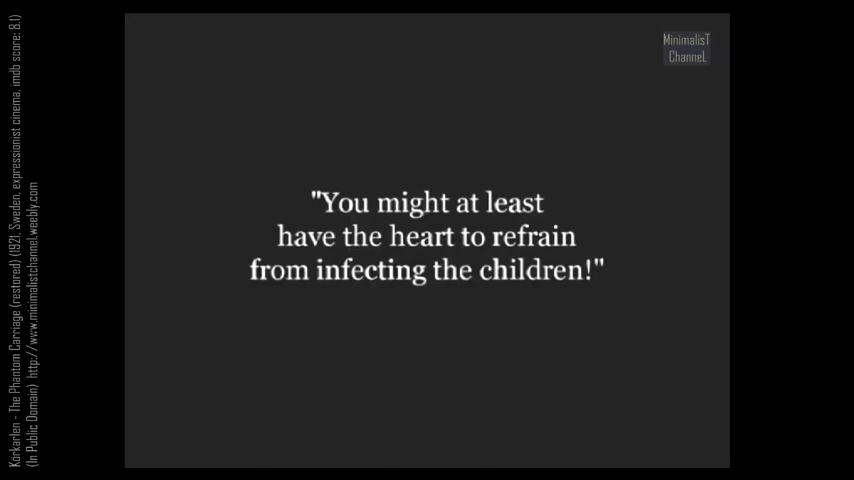 Körkarlen - The Phantom Carriage (restored) (1921, Sweden, expressionist cinema, imdb score: 8.1)
(In Public Domain) http://www.minimalistchannel.weebly.com
MinimalisT
ChanneL
"You might at least
have the heart to refrain
from infecting the children!"